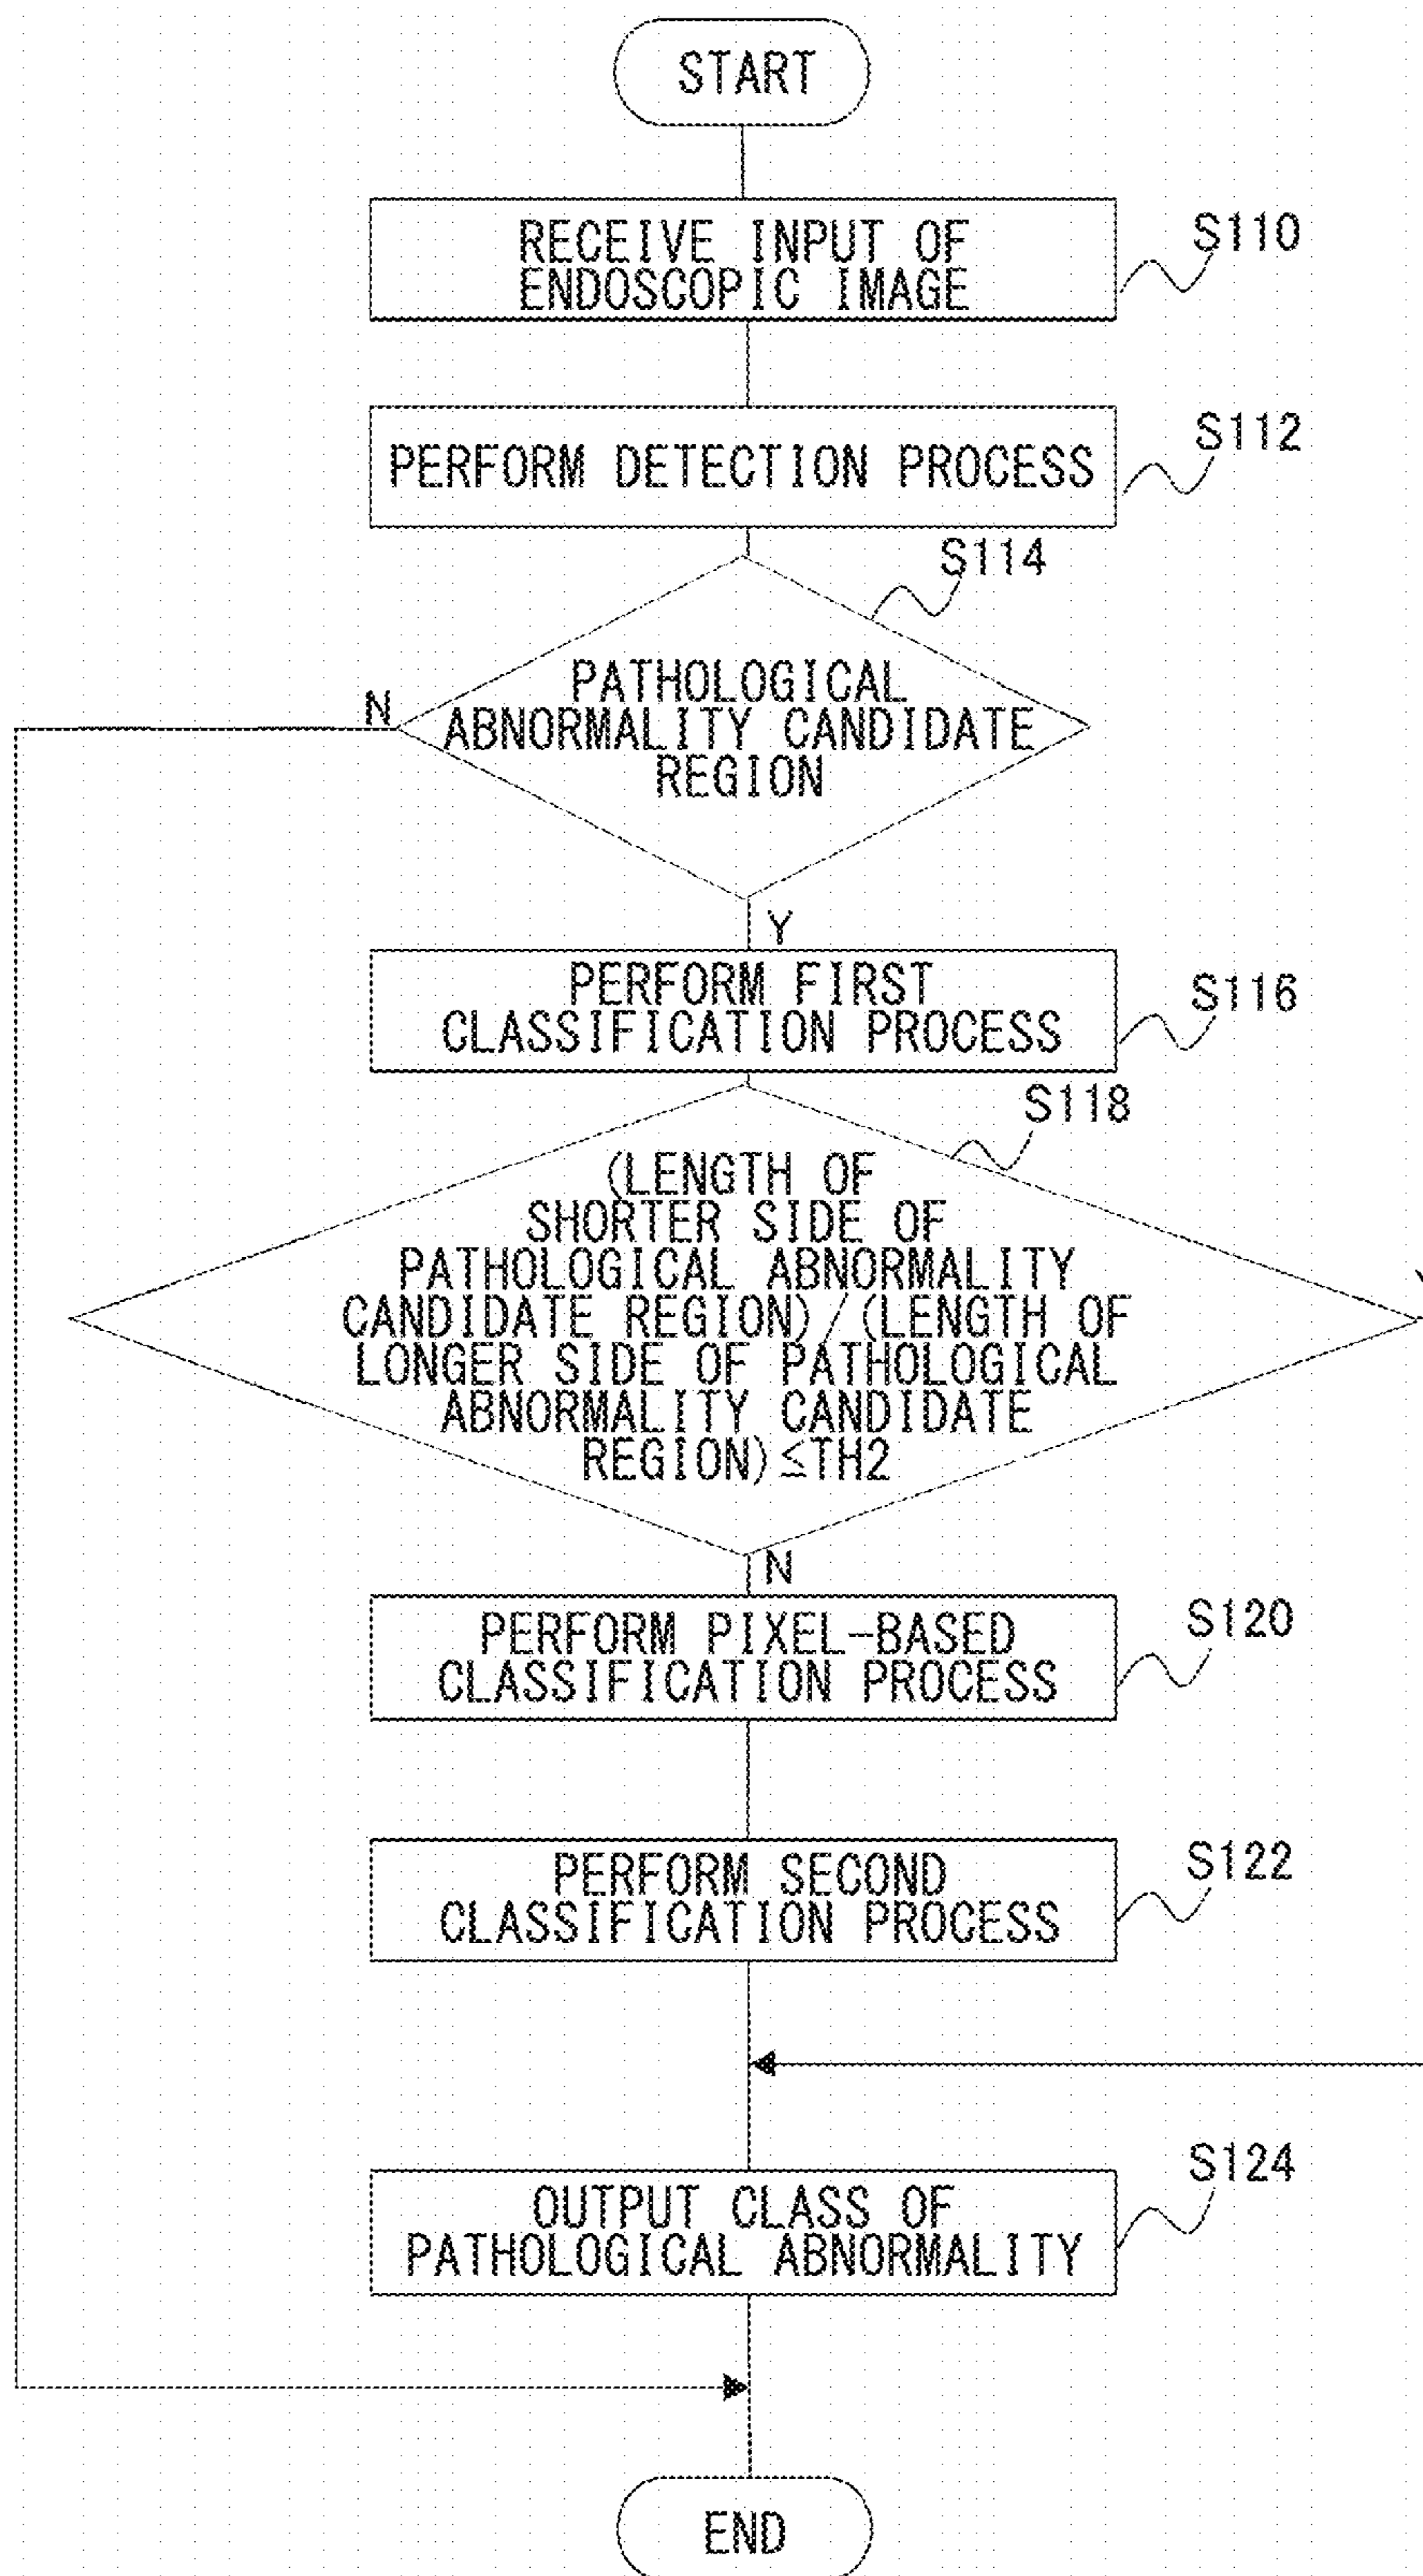 START
RECEIVE INPUT OF
ENDOSCOPIC IMAGE
S110
PERFORM DETECTION PROCESS
S112
S114
PATHOLOGICAL
ABNORMALITY CANDIDATE
REGION
N
Y
PERFORM FIRST
CLASSIFICATION PROCESS
S116
S118
(LENGTH OF
SHORTER SIDE OF
PATHOLOGICAL ABNORMALITY
CANDIDATE REGION)/(LENGTH OF
LONGER SIDE OF PATHOLOGICAL
ABNORMALITY CANDIDATE
REGION)≤TH2
N
PERFORM PIXEL-BASED
CLASSIFICATION PROCESS
S120
PERFORM SECOND
CLASSIFICATION PROCESS
S122
OUTPUT CLASS OF
PATHOLOGICAL ABNORMALITY
S124
END